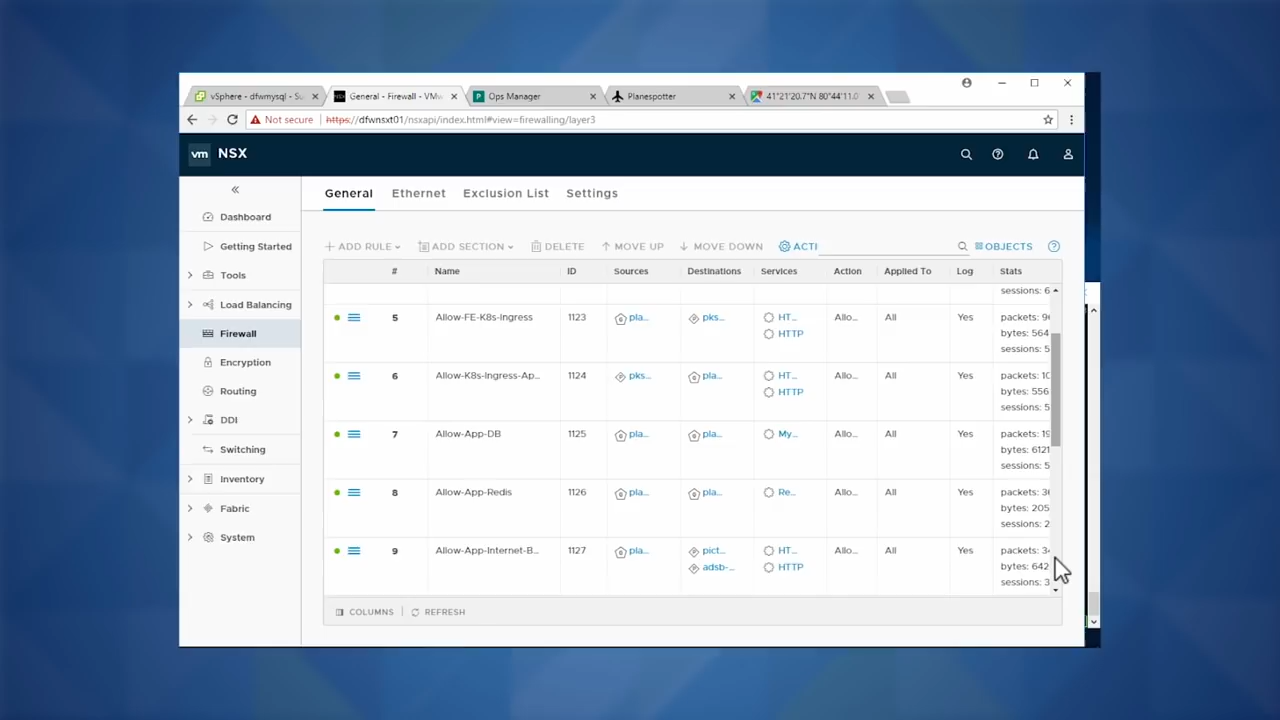 vSphere - dfwmysql - Su
General - Firewall - VMw
Ops Manager
Planespotter
41°21'20.7"N 80°44'11.0
Not secure https://dfwnsxt01/nsxapi/index.html#view=firewalling/layer3
vm NSX
General Ethernet Exclusion List Settings
Dashboard
Getting Started
Tools
Load Balancing
Firewall
Encryption
Routing
DDI
Switching
Inventory
Fabric
System
ADD RULE ADD SECTION DELETE MOVE UP MOVE DOWN ACTI OBJECTS
# Name ID Sources Destinations Services Action Applied To Log Stats
sessions: 6
5 Allow-FE-K8s-Ingress 1123 pla... pks... HT... Allo... All Yes packets: 9
HTTP bytes: 564
sessions: 5
6 Allow-K8s-Ingress-Ap... 1124 pks... pla... HT... Allo... All Yes packets: 10
HTTP bytes: 556
sessions: 5
7 Allow-App-DB 1125 pla... pla... My... Allo... All Yes packets: 19
bytes: 6121
sessions: 5
8 Allow-App-Redis 1126 pla... pla... Re... Allo... All Yes packets: 36
bytes: 205
sessions: 2
9 Allow-App-Internet-B... 1127 pla... pict... HT... Allo... All Yes packets: 34
adsb-... HTTP bytes: 642
sessions: 3
COLUMNS REFRESH